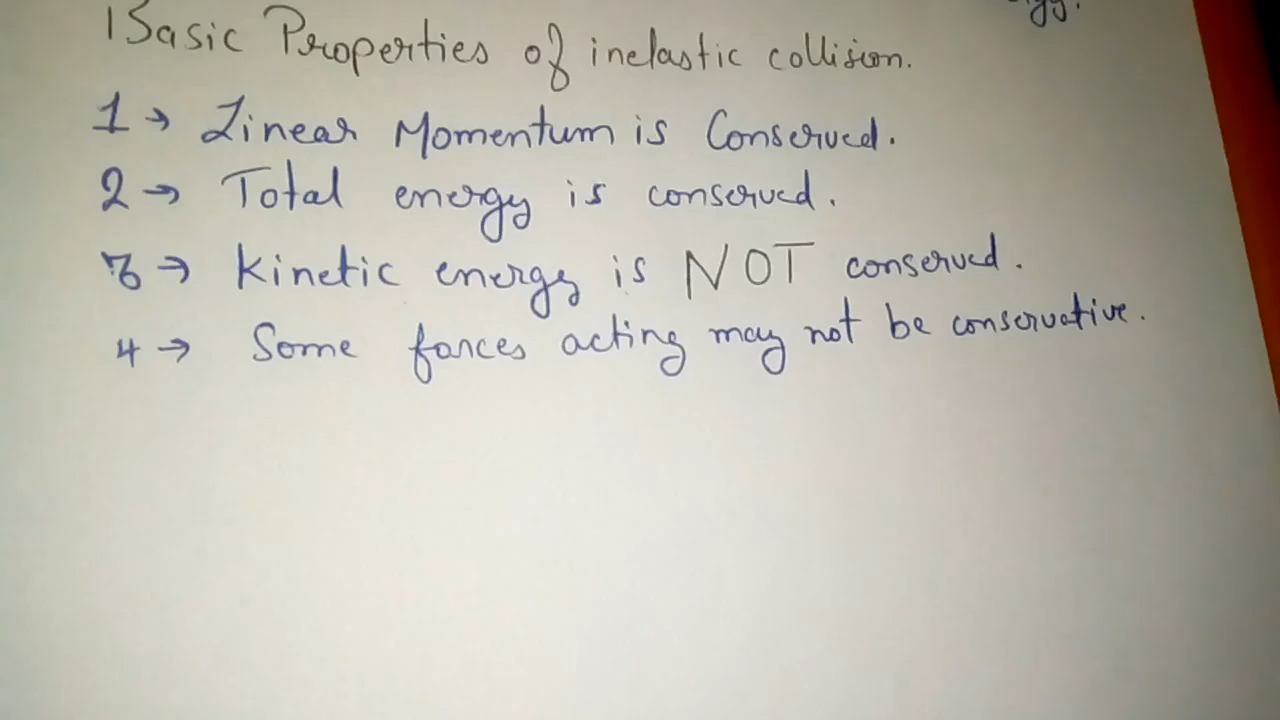 Basic Properties of inelastic collision.
1→ Linear Momentum is Conserved.
2→ Total energy is conserved.
3→ Kinetic energy is NOT conserved.
4→ Some forces acting may not be conservative.